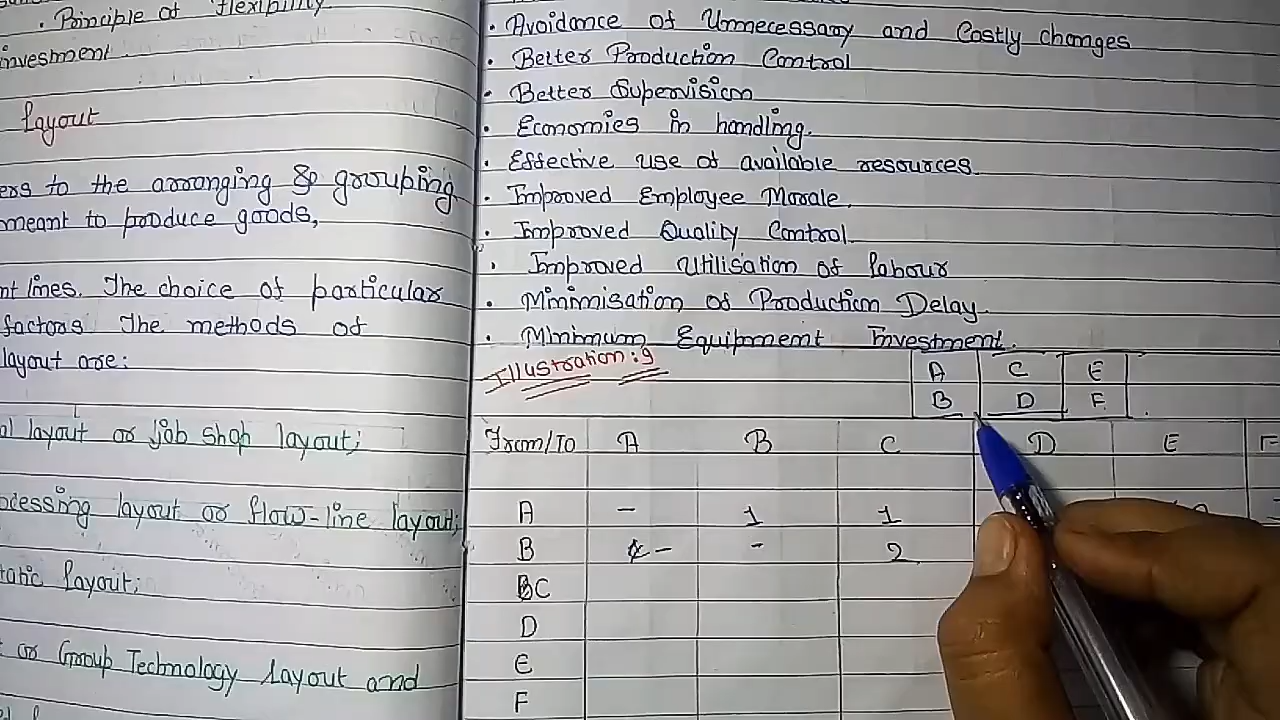 . Principle of flexibility
investment.
Layout
ers to the arranging & grouping
meant to produce goods,
nt lines. The choice of particular
factors The methods of
layout are:
al layout or job shop layout;
ocessing layout or flow-line layout;
tatic layout;
or Group Technology layout and
• Avoidance of Unnecessary and Costly changes
• Better Production Control
• Better Supervision
• Economies in handling.
• Effective use of available resources.
• Improved Employee Morale.
• Improved Quality Control.
• Improved Utilisation of labour
• Minimisation of Production Delay.
• Minimum Equipment Investment.
Illustration: 9
A C E
B D F
From/To A B C D E F
A - 1 1
B - - 2
C
D
E
F